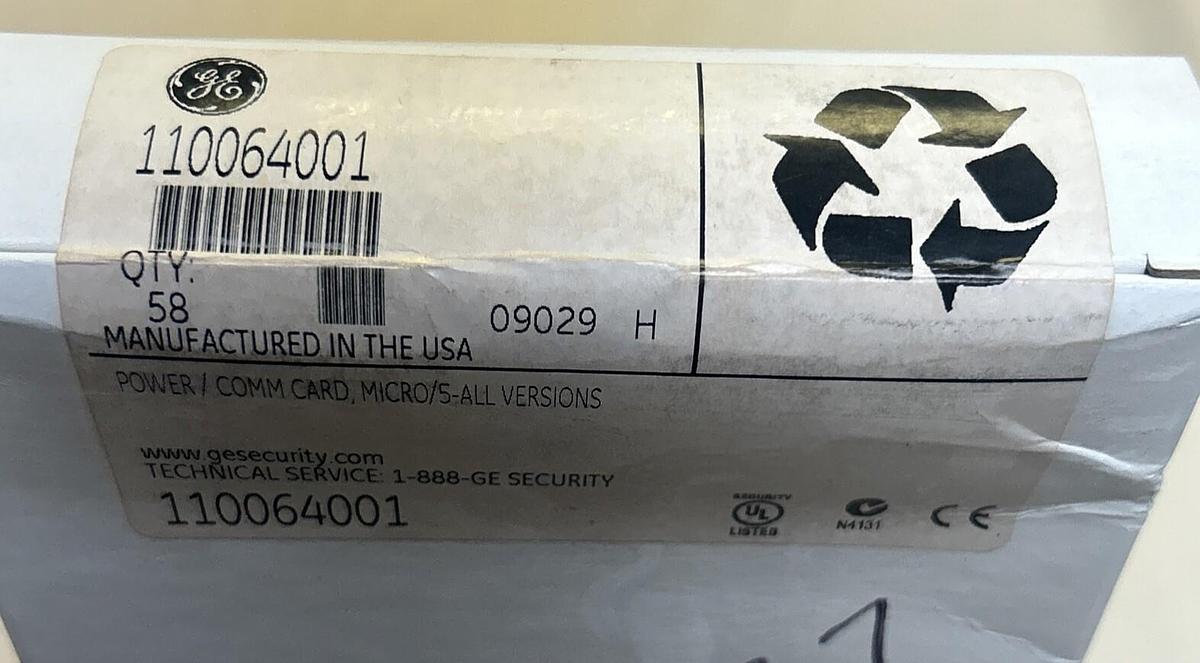 GE
110064001
QTY:
58
09029 H
MANUFACTURED IN THE USA
POWER / COMM CARD, MICRO/5-ALL VERSIONS
www.gesecurity.com
TECHNICAL SERVICE: 1-888-GE SECURITY
110064001
SECURITY
UL
LISTED
N4131
CE